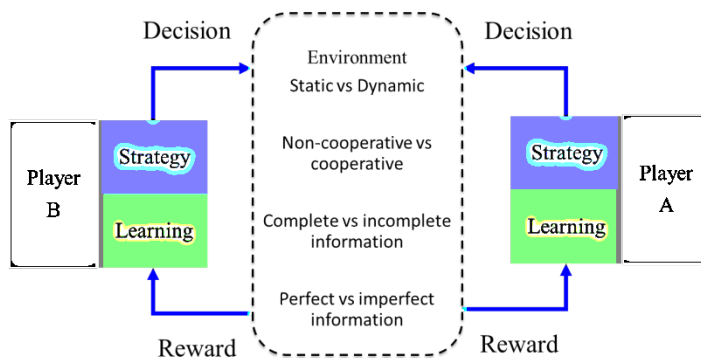 Decision
Decision
Environment
Static vs Dynamic
Non-cooperative vs
cooperative
Strategy
Strategy
Player
B
Player
A
Learning
Learning
Complete vs incomplete
information
Perfect vs imperfect
information
Reward
Reward